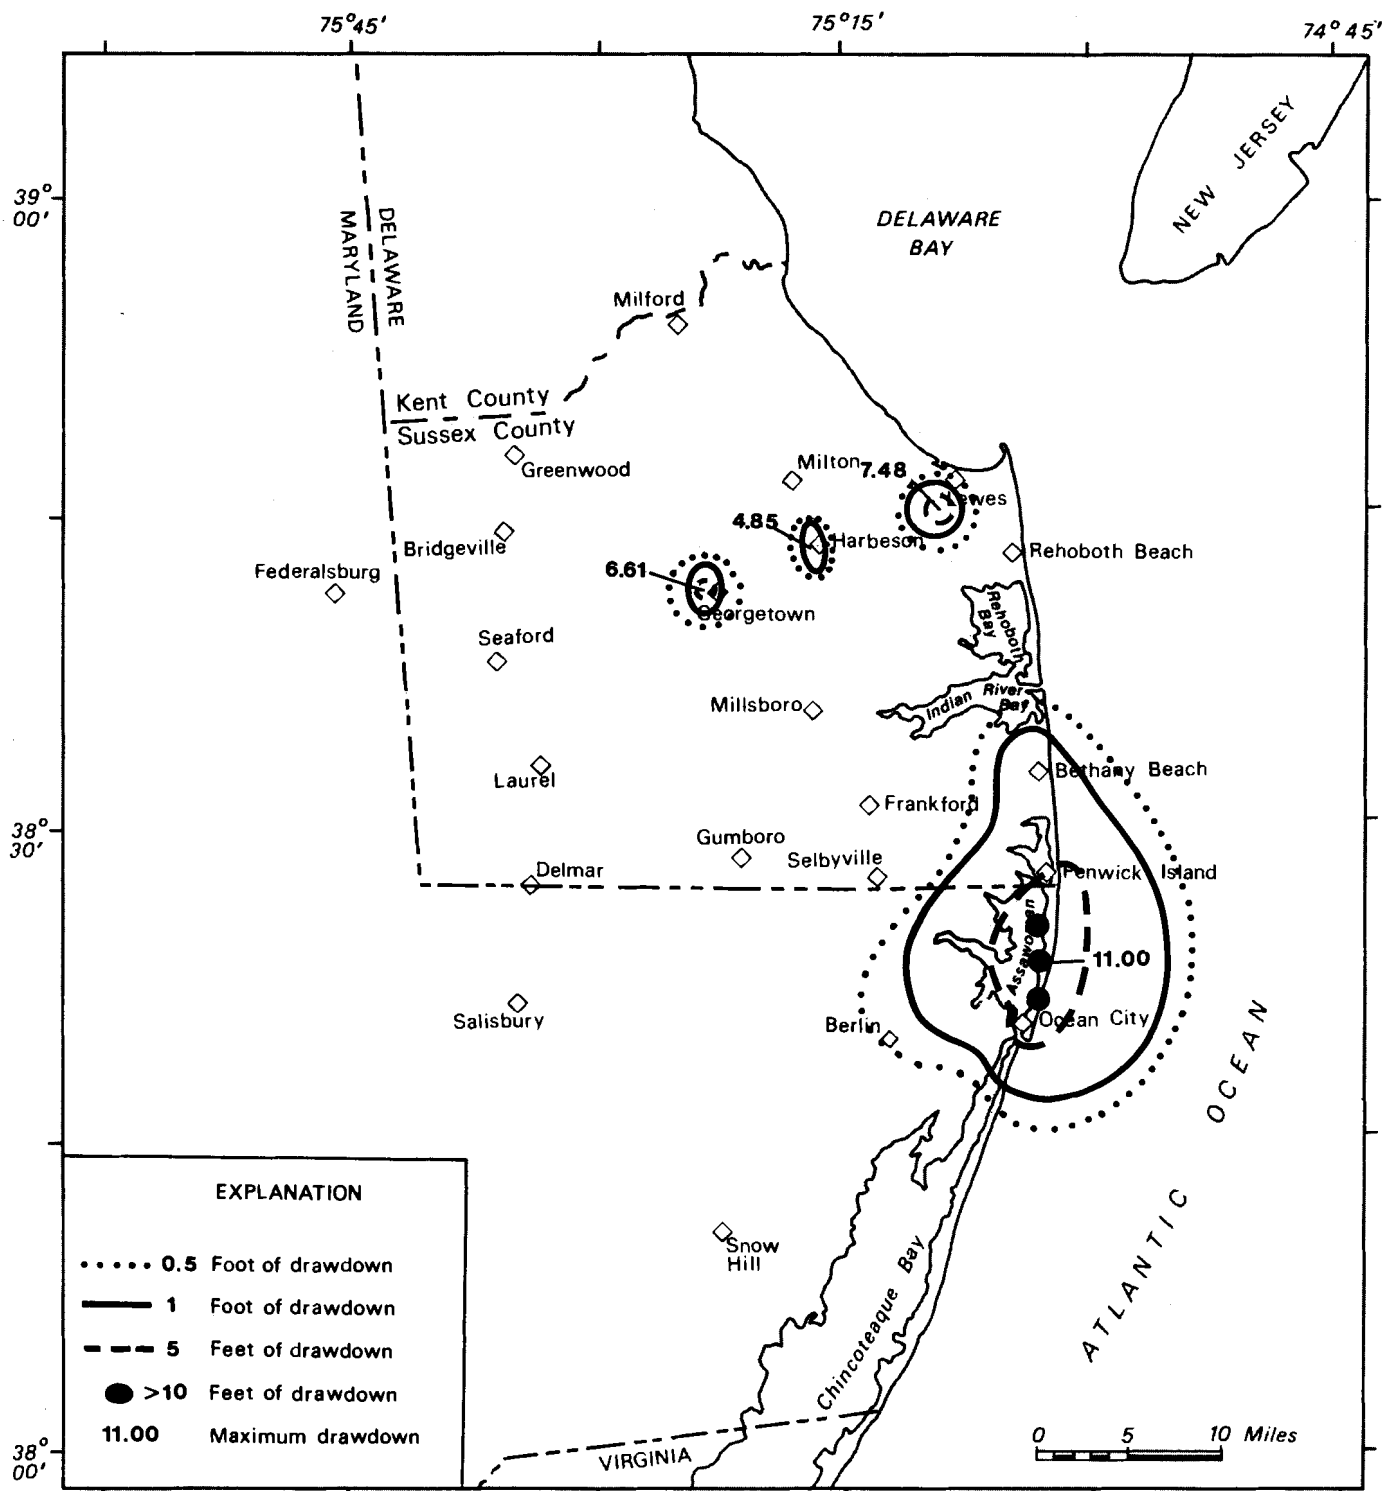 75°45'
75°15'
74°45'
39°
00'
DELAWARE
MARYLAND
DELAWARE
BAY
NEW JERSEY
Milford
Kent County
Sussex County
Greenwood
Milton
7.48
Lewes
4.85
Harbeson
Bridgeville
Rehoboth Beach
Federalsburg
6.61
Georgetown
Rehoboth
Bay
Seaford
Millsboro
Indian River
Bay
Laurel
Bethany Beach
Frankford
38°
30'
Gumboro
Selbyville
Delmar
Fenwick Island
Assawoman
11.00
Salisbury
Berlin
Ocean City
ATLANTIC OCEAN
Snow
Hill
Chincoteaque Bay
EXPLANATION
0.5 Foot of drawdown
1 Foot of drawdown
5 Feet of drawdown
>10 Feet of drawdown
11.00 Maximum drawdown
VIRGINIA
0 5 10 Miles
38°
00'